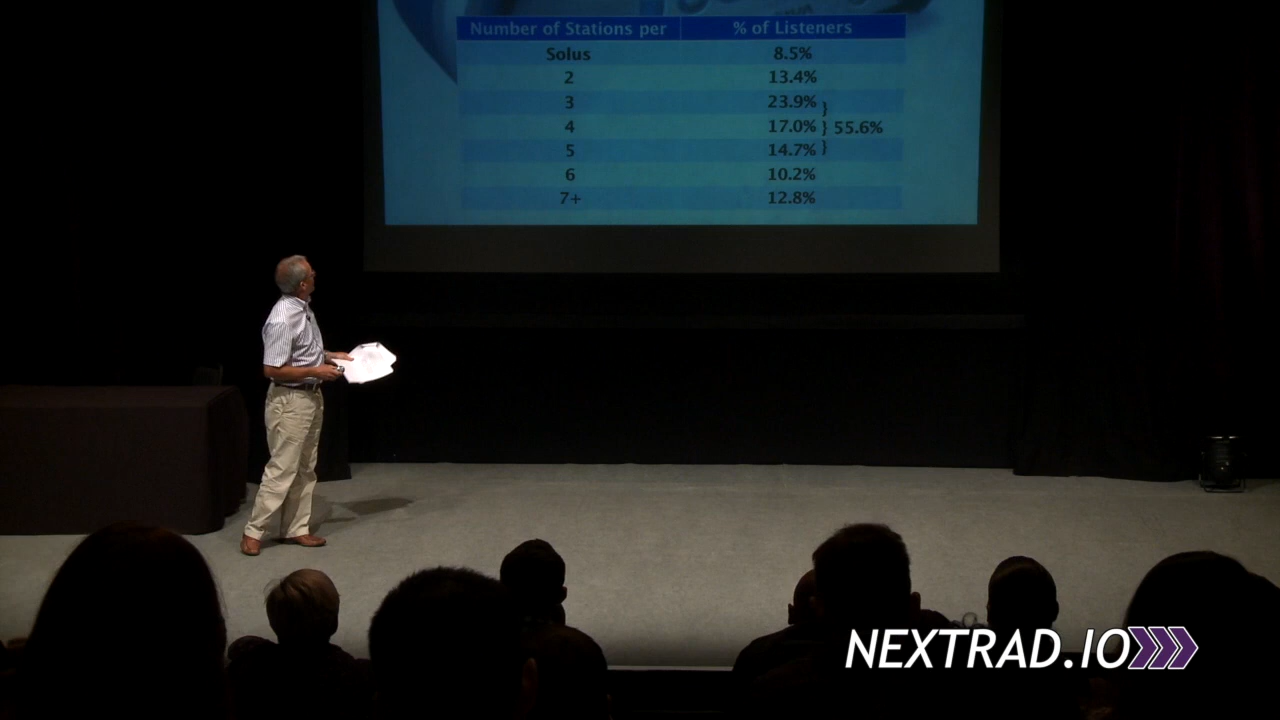 Number of Stations per % of Listeners
Solus 8.5%
2 13.4%
3 23.9% }
4 17.0% } 55.6%
5 14.7% }
6 10.2%
7+ 12.8%
NEXTRAD.IO